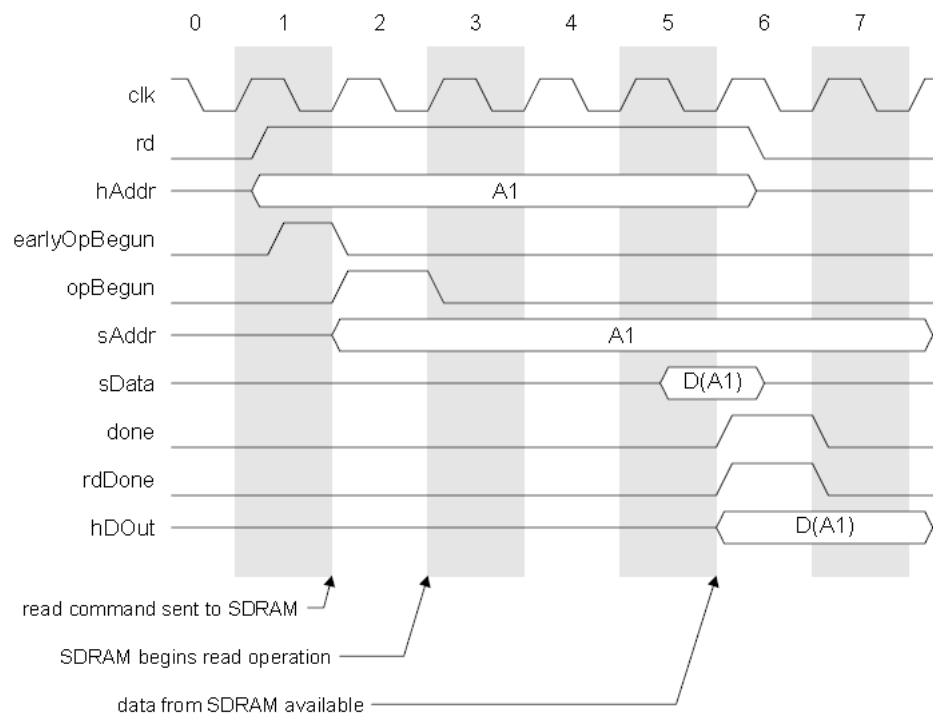 0 1 2 3 4 5 6 7
clk
rd
hAddr A1
earlyOpBegun
opBegun
sAddr A1
sData D(A1)
done
rdDone
hDOut D(A1)
read command sent to SDRAM
SDRAM begins read operation
data from SDRAM available